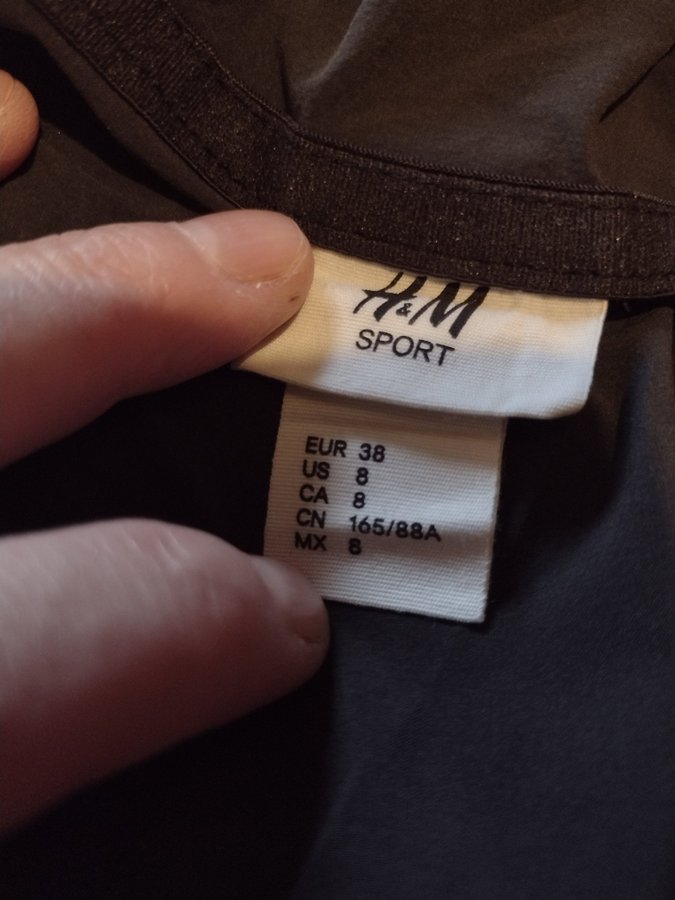 H&M
SPORT
EUR 38
US 8
CA 8
CN 165/88A
MX 8